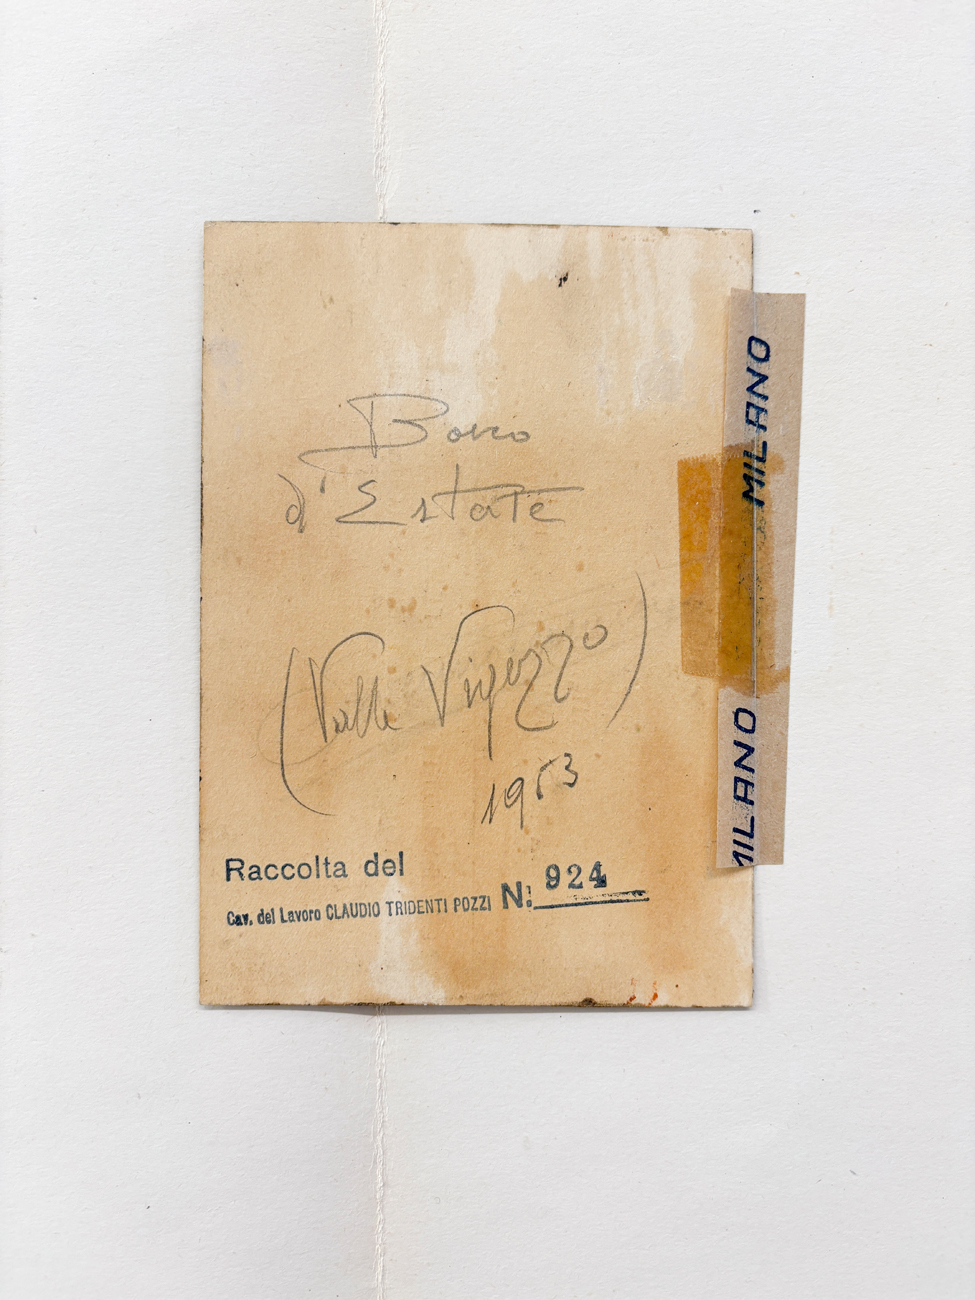 Bosco
d'Estate
(Valle Vigezzo)
1953
Raccolta del
Cav. del Lavoro CLAUDIO TRIDENTI POZZI N: 924
MILANO
MILANO